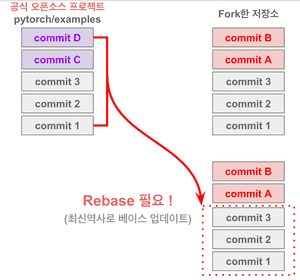 공식 오픈소스 프로젝트
pytorch/examples
commit D
commit C
commit 3
commit 2
commit 1
Fork한 저장소
commit B
commit A
commit 3
commit 2
commit 1
Rebase 필요 !
(최신역사로 베이스 업데이트)
commit B
commit A
commit 3
commit 2
commit 1